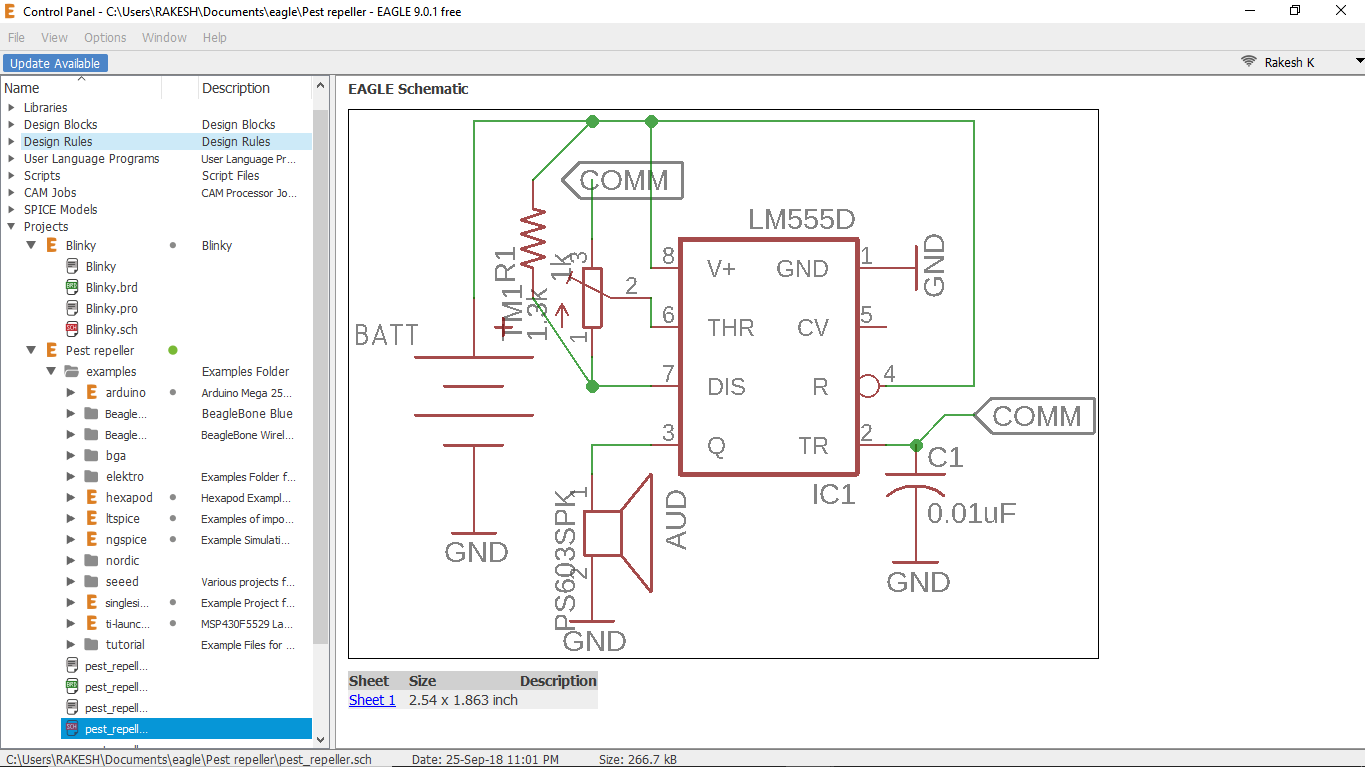 Control Panel - C:\Users\RAKESH\Documents\eagle\Pest repeller - EAGLE 9.0.1 free
File View Options Window Help
Update Available
Rakesh K
Name Description
Libraries
Design Blocks Design Blocks
Design Rules Design Rules
User Language Programs User Language Pr...
Scripts Script Files
CAM Jobs CAM Processor Jo...
SPICE Models
Projects
Blinky Blinky
Blinky
Blinky.brd
Blinky.pro
Blinky.sch
Pest repeller
examples Examples Folder
arduino Arduino Mega 25...
Beagle... BeagleBone Blue
Beagle... BeagleBone Wirel...
bga
elektro Examples Folder f...
hexapod Hexapod Exampl...
ltspice Examples of impo...
ngspice Example Simulati...
nordic
seeed Various projects f...
singlesi... Example Project f...
ti-launc... MSP430F5529 La...
tutorial Example Files for ...
pest_repell...
pest_repell...
pest_repell...
pest_repell...
EAGLE Schematic
COMM
LM555D
8 V+ GND 1
GND
R1
1.3k
TM1
1k
3
2
1
6 THR CV 5
BATT
7 DIS R 4
3 Q TR 2
COMM
IC1
C1
0.01uF
GND
PS603SPK
1
2
AUD
GND
GND
Sheet Size Description
Sheet 1 2.54 x 1.863 inch
C:\Users\RAKESH\Documents\eagle\Pest repeller\pest_repeller.sch Date: 25-Sep-18 11:01 PM Size: 266.7 kB